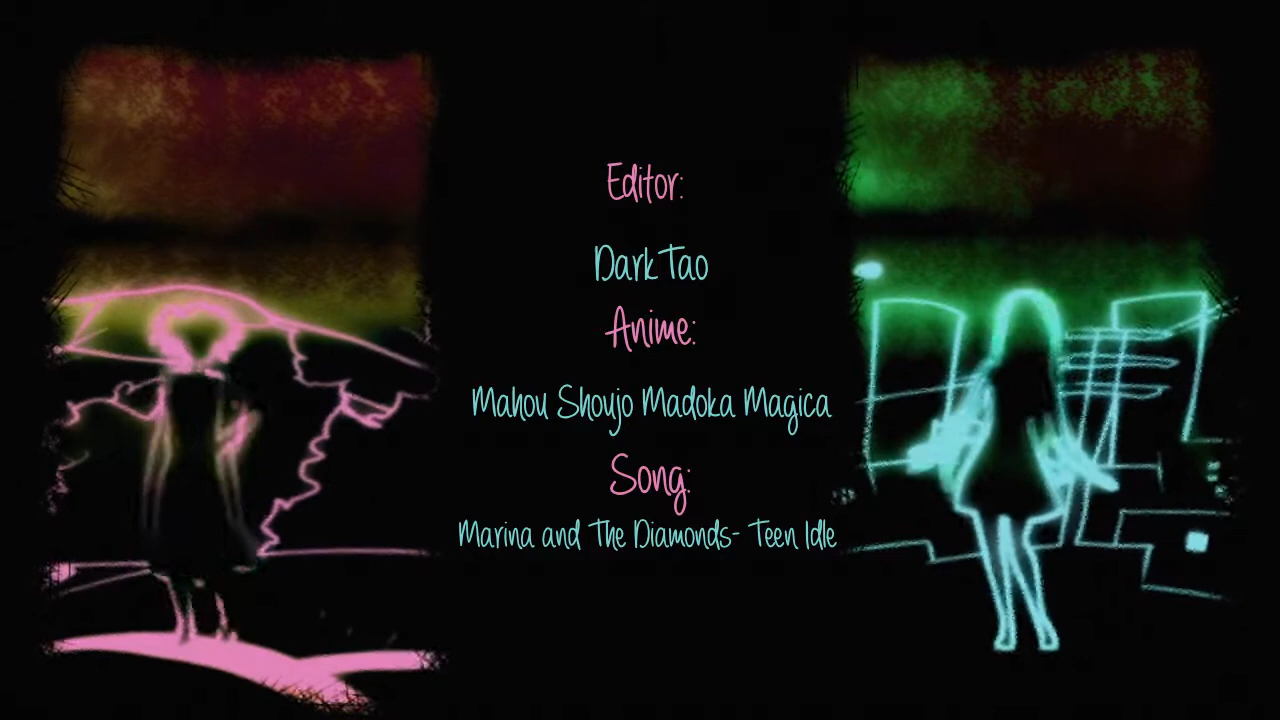 Editor:
DarkTao
Anime:
Mahou Shoujo Madoka Magica
Song:
Marina and The Diamonds- Teen Idle